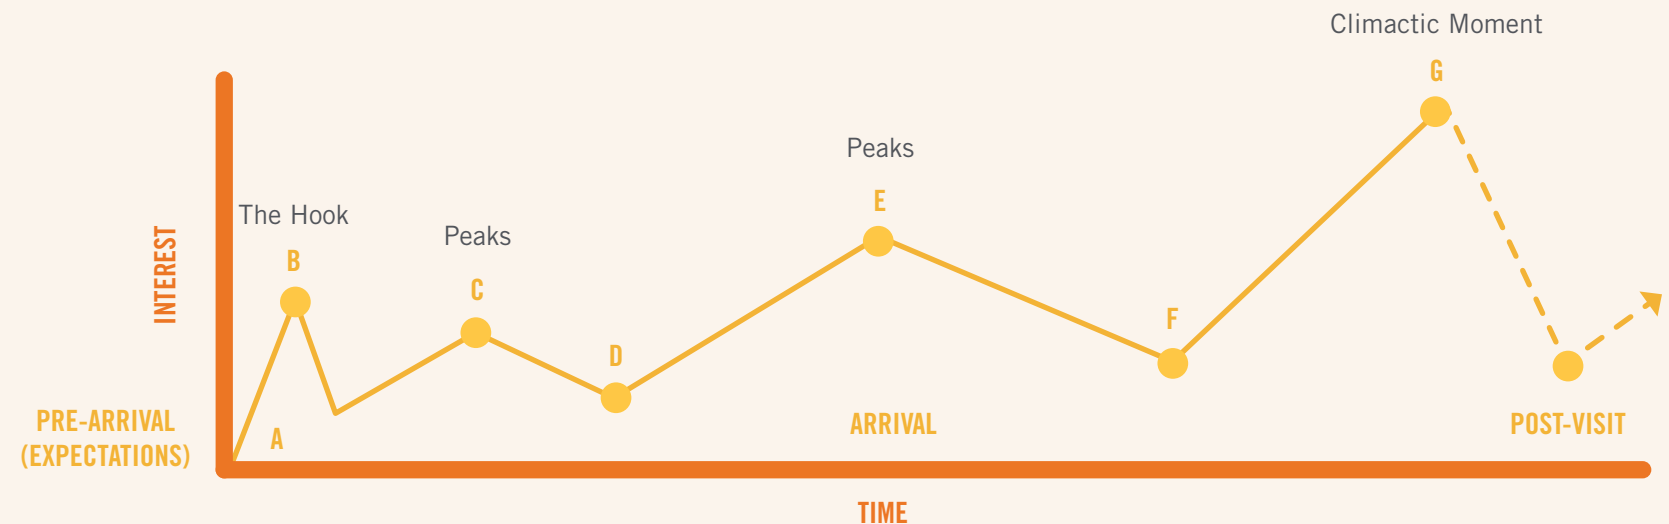 Climactic Moment
G
Peaks
E
The Hook
B
Peaks
C
INTEREST
F
D
PRE-ARRIVAL
(EXPECTATIONS)
A
ARRIVAL
POST-VISIT
TIME